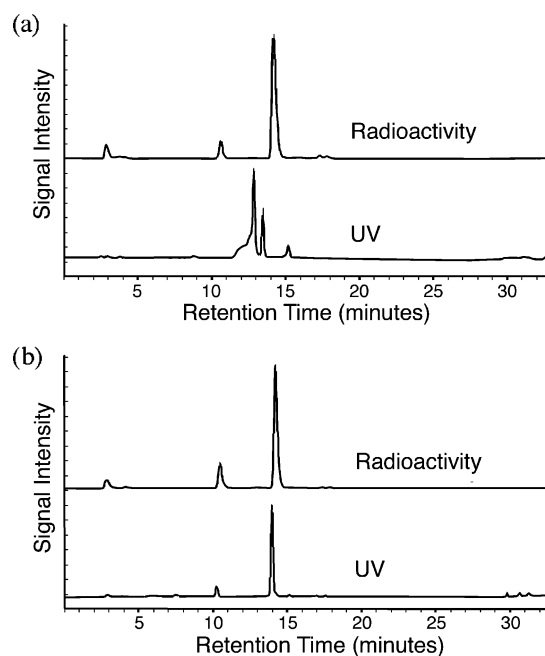 (a)
Signal Intensity
Radioactivity
UV
5 10 15 20 25 30
Retention Time (minutes)
(b)
Signal Intensity
Radioactivity
UV
5 10 15 20 25 30
Retention Time (minutes)